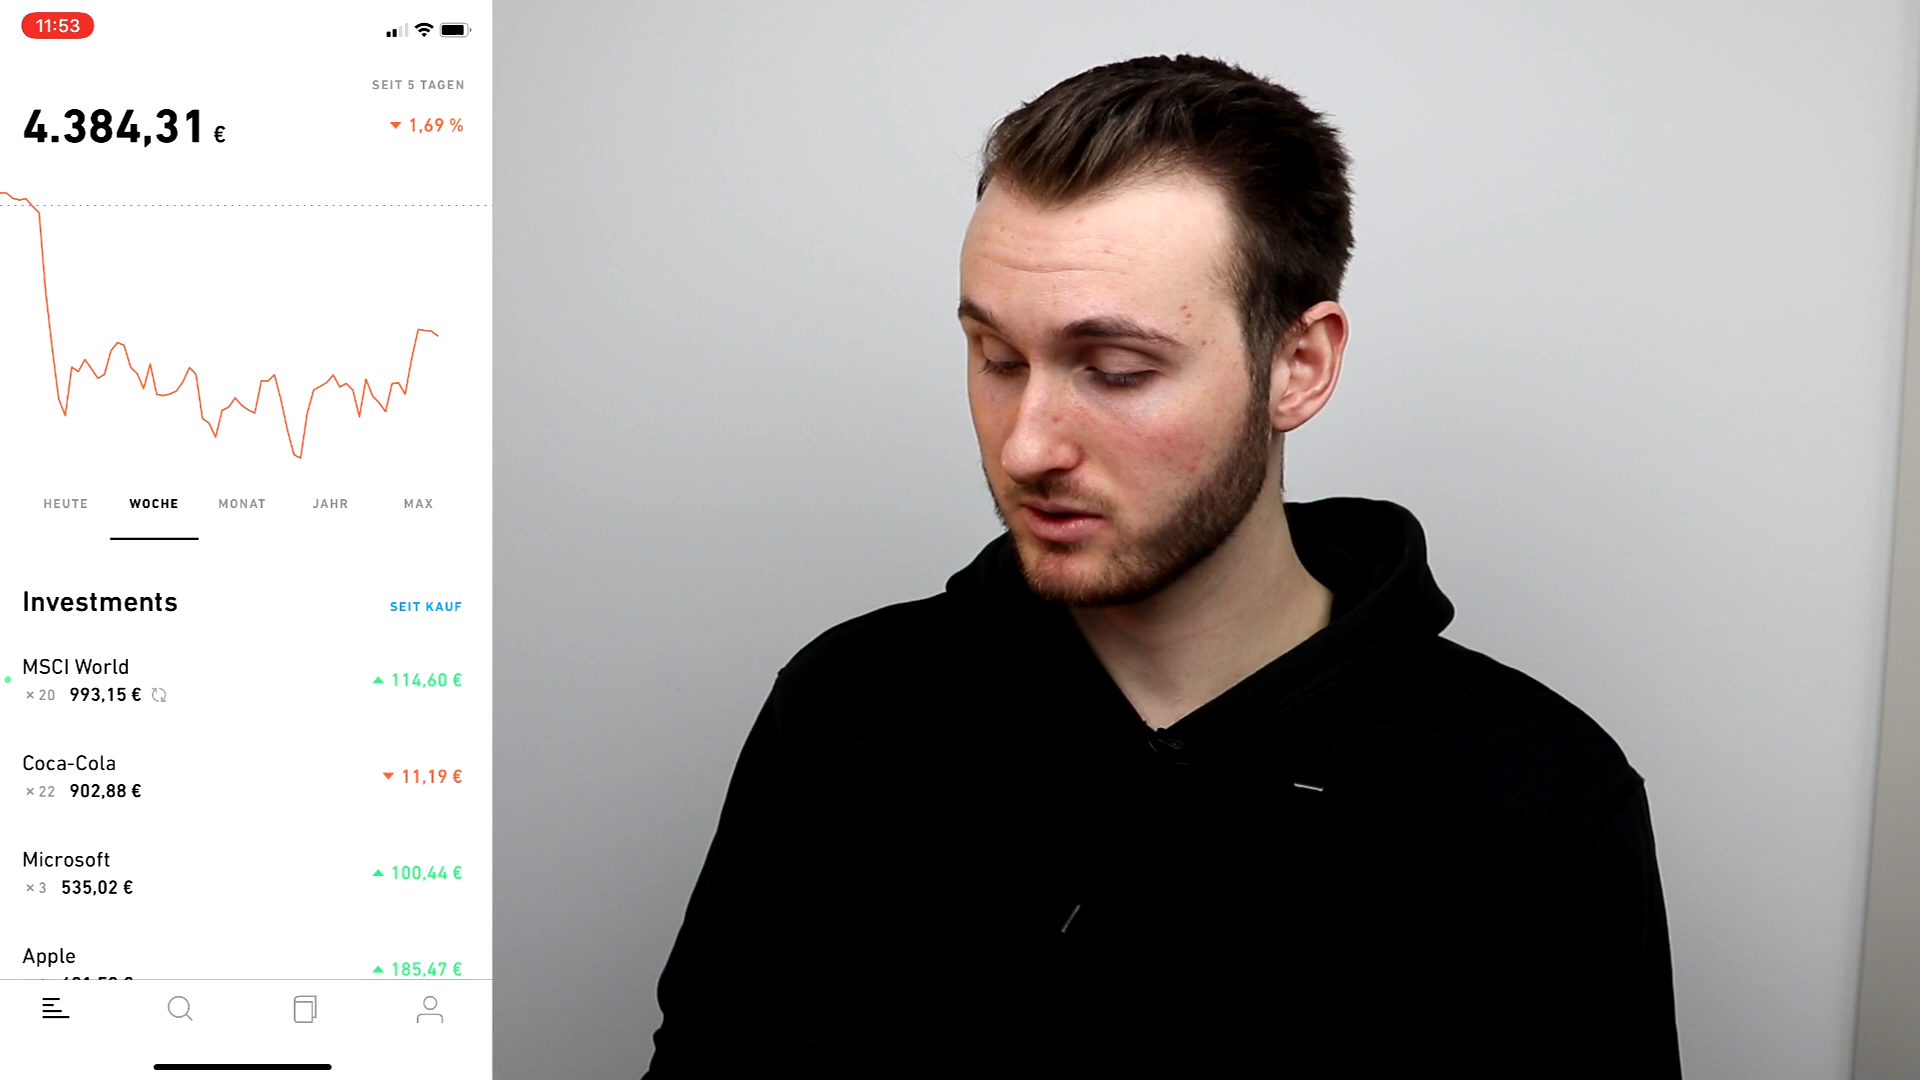 11:53
SEIT 5 TAGEN
4.384,31 €
1,69 %
HEUTE WOCHE MONAT JAHR MAX
Investments
SEIT KAUF
MSCI World
114,60 €
× 20 993,15 €
Coca-Cola
11,19 €
× 22 902,88 €
Microsoft
100,44 €
× 3 535,02 €
Apple
185,47 €